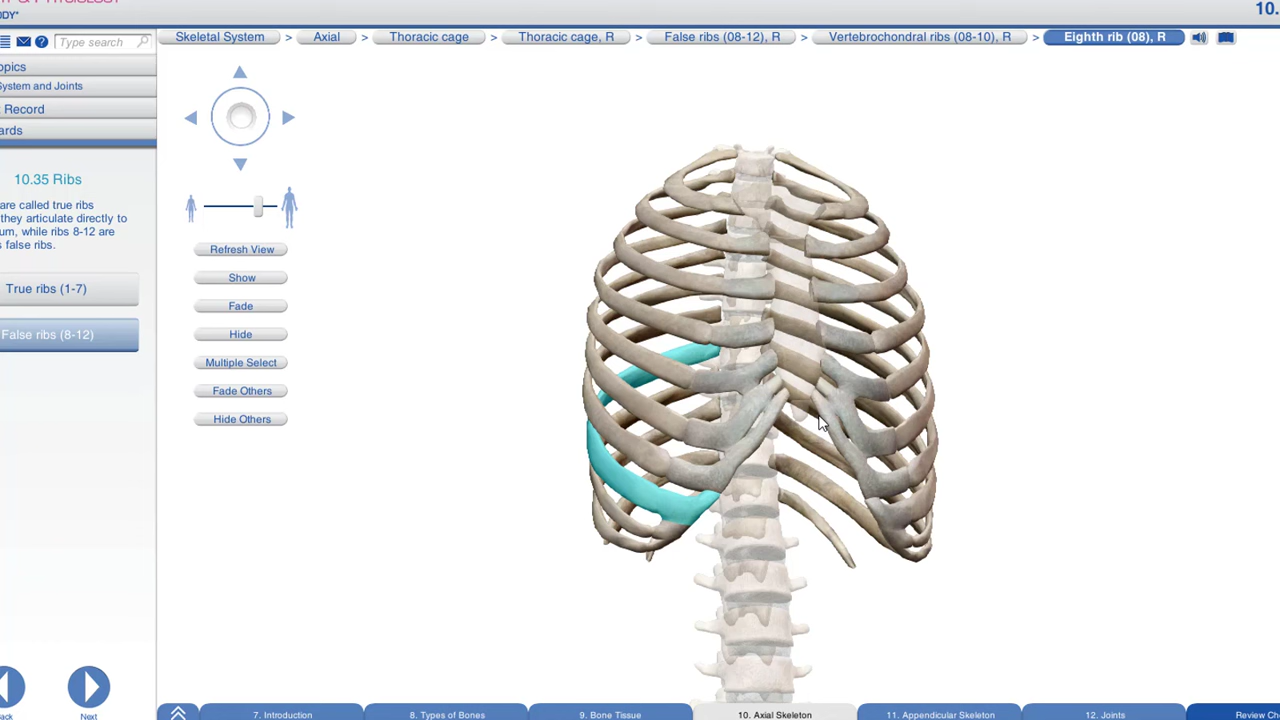 10.
ODY*
Type search
Skeletal System > Axial > Thoracic cage > Thoracic cage, R > False ribs (08-12), R > Vertebrochondral ribs (08-10), R > Eighth rib (08), R
opics
System and Joints
t Record
ards
10.35 Ribs
are called true ribs
they articulate directly to
um, while ribs 8-12 are
s false ribs.
True ribs (1-7)
False ribs (8-12)
Refresh View
Show
Fade
Hide
Multiple Select
Fade Others
Hide Others
Back
Next
7. Introduction
8. Types of Bones
9. Bone Tissue
10. Axial Skeleton
11. Appendicular Skeleton
12. Joints
Review Ch